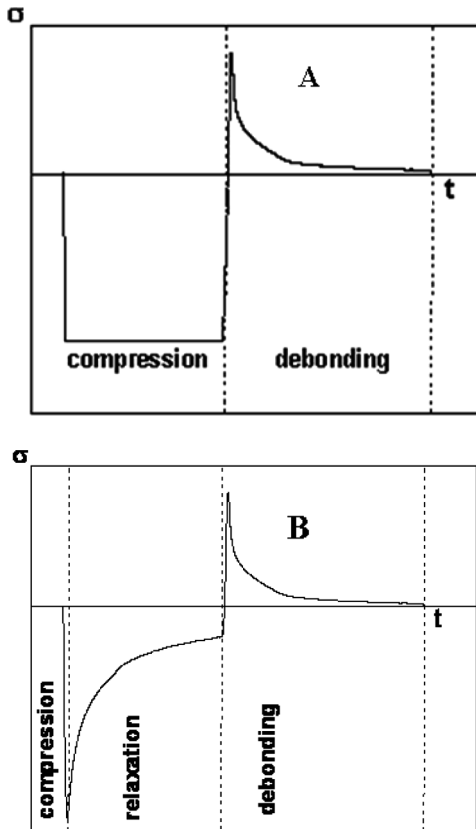 σ
A
t
compression
debonding
σ
B
t
compression
relaxation
debonding